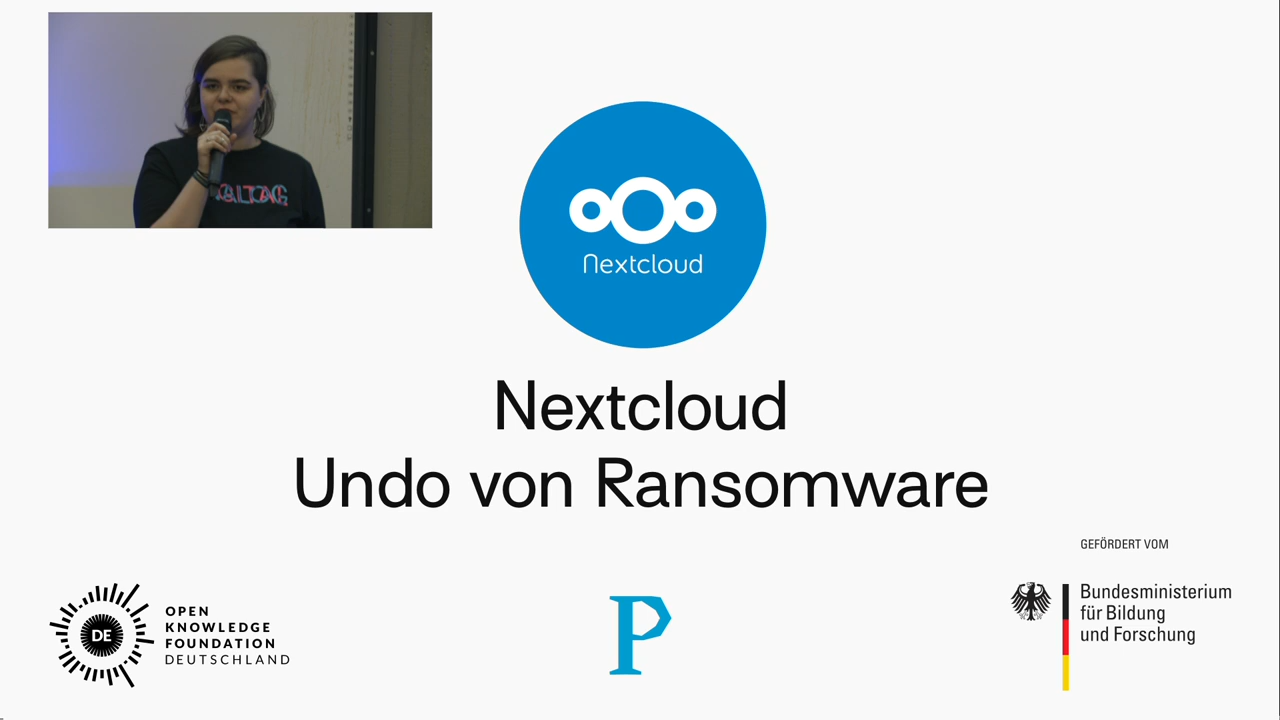 Nextcloud
Nextcloud
Undo von Ransomware
GEFÖRDERT VOM
OPEN
KNOWLEDGE
FOUNDATION
DEUTSCHLAND
DE
P
Bundesministerium
für Bildung
und Forschung